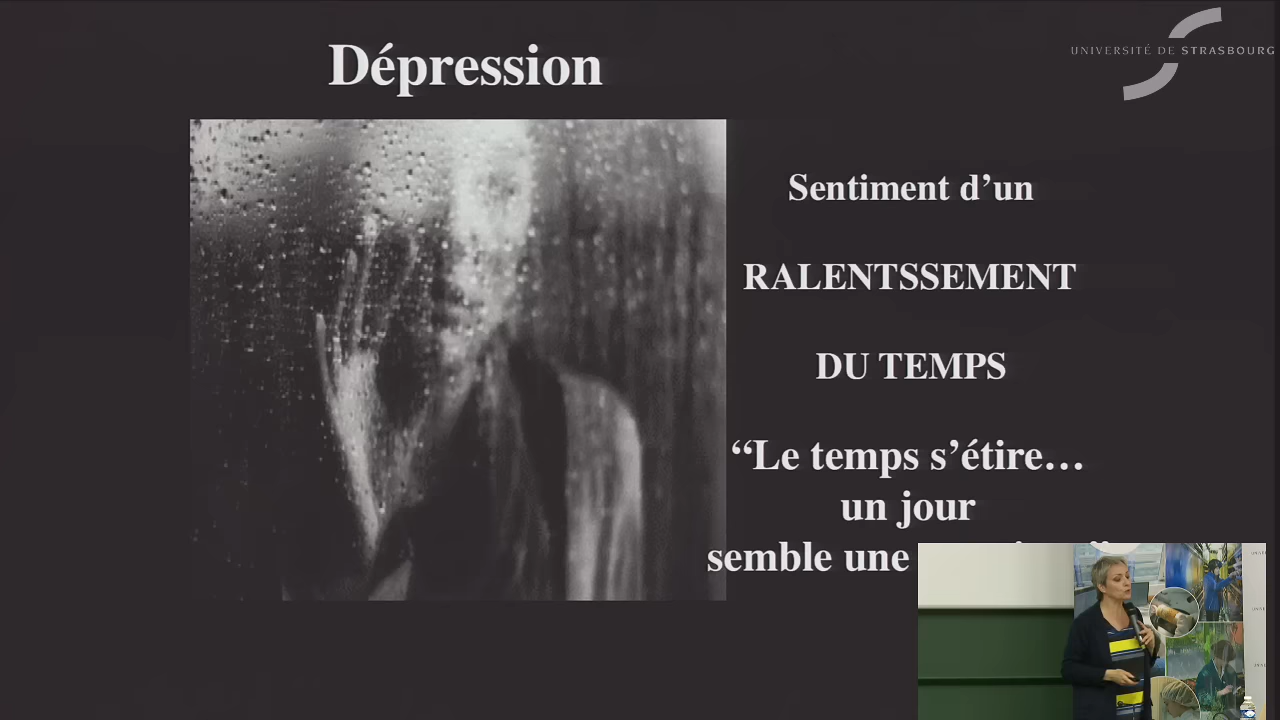 Dépression
UNIVERSITÉ DE STRASBOURG
Sentiment d’un
RALENTSSEMENT
DU TEMPS
“Le temps s’étire…
un jour
semble une